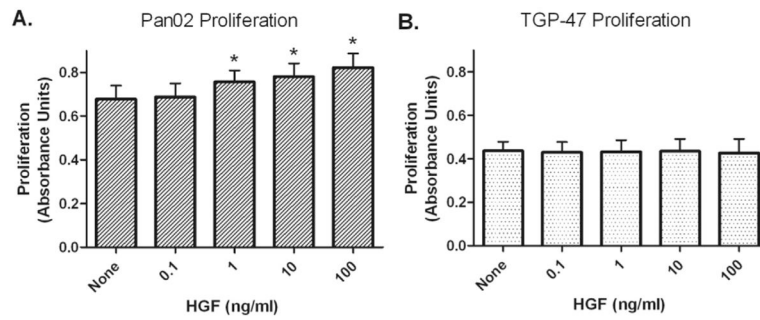 A.
Pan02 Proliferation
Proliferation
(Absorbance Units)
0.8
0.6
0.4
0.2
0.0
*
*
*
None
0.1
1
10
100
HGF (ng/ml)
B.
TGP-47 Proliferation
Proliferation
(Absorbance Units)
0.8
0.6
0.4
0.2
0.0
None
0.1
1
10
100
HGF (ng/ml)